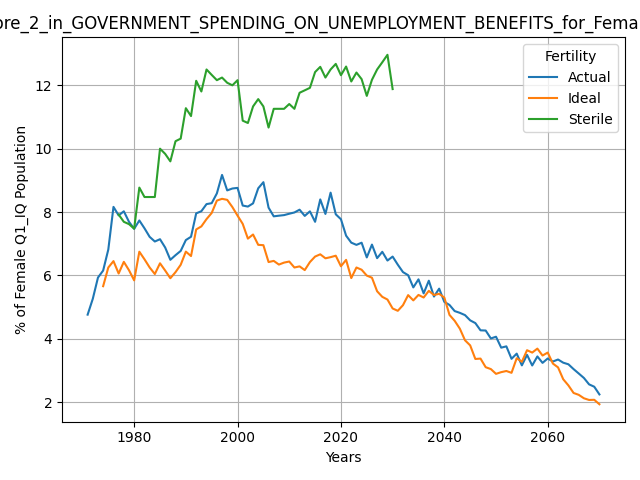 ore_2_in_GOVERNMENT_SPENDING_ON_UNEMPLOYMENT_BENEFITS_for_Fema
Fertility
Actual
Ideal
Sterile
% of Female Q1_IQ Population
12
10
8
6
4
2
1980 2000 2020 2040 2060
Years